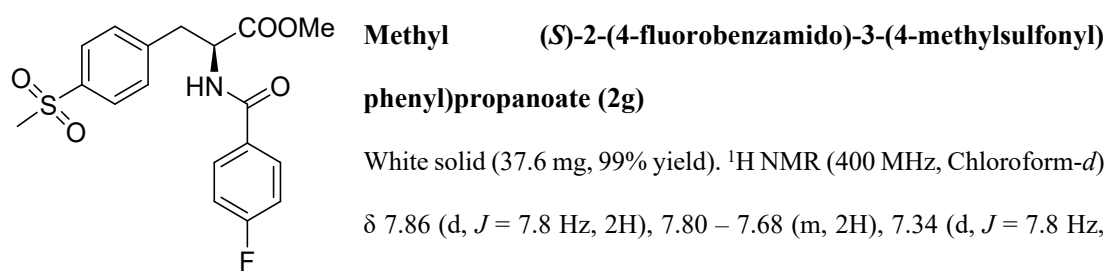 COOMe
HN
O
O
S
O
F
Methyl (S)-2-(4-fluorobenzamido)-3-(4-methylsulfonyl)
phenyl)propanoate (2g)
White solid (37.6 mg, 99% yield). ¹H NMR (400 MHz, Chloroform-d)
δ 7.86 (d, J = 7.8 Hz, 2H), 7.80 – 7.68 (m, 2H), 7.34 (d, J = 7.8 Hz,